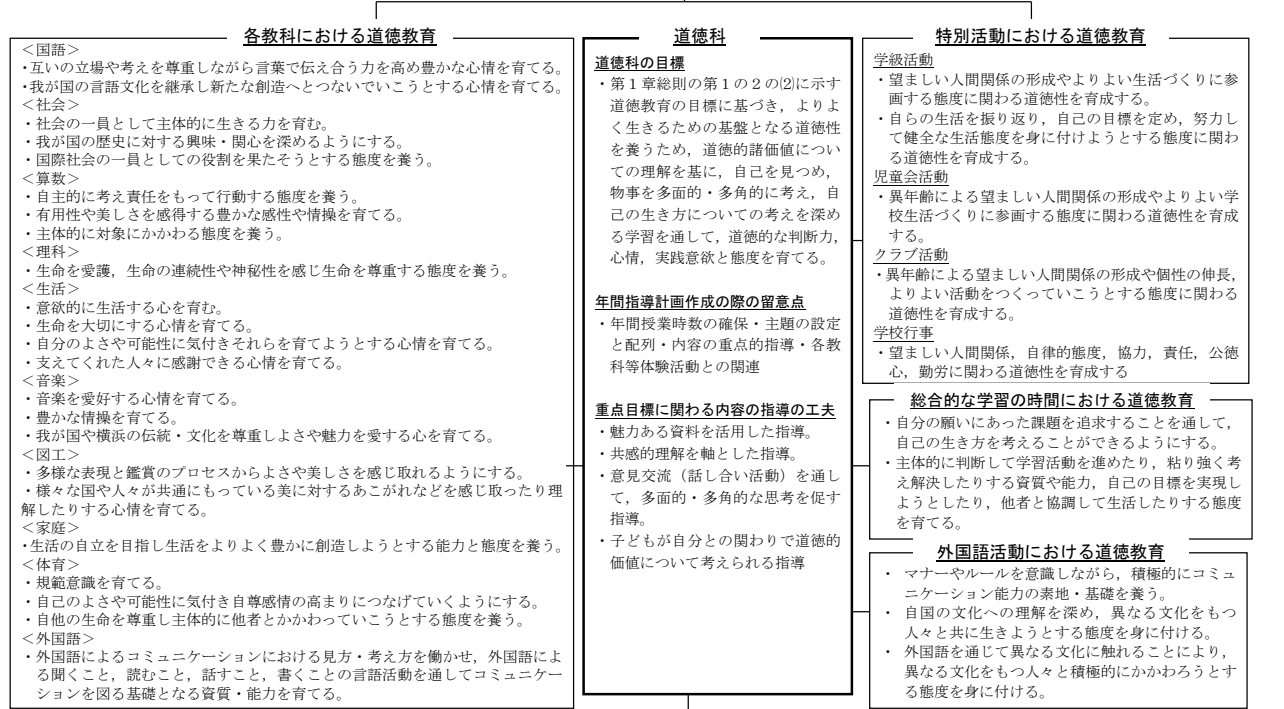 各教科における道徳教育
＜国語＞
・互いの立場や考えを尊重しながら言葉で伝え合う力を高め豊かな心情を育てる。
・我が国の言語文化を継承し新たな創造へとつないでいこうとする心情を育てる。
＜社会＞
・社会の一員として主体的に生きる力を育む。
・我が国の歴史に対する興味・関心を深めるようにする。
・国際社会の一員としての役割を果たそうとする態度を養う。
＜算数＞
・自主的に考え責任をもって行動する態度を養う。
・有用性や美しさを感得する豊かな感性や情操を育てる。
・主体的に対象にかかわる態度を養う。
＜理科＞
・生命を愛護，生命の連続性や神秘性を感じ生命を尊重する態度を養う。
＜生活＞
・意欲的に生活する心を育む。
・生命を大切にする心情を育てる。
・自分のよさや可能性に気付きそれらを育てようとする心情を育てる。
・支えてくれた人々に感謝できる心情を育てる。
＜音楽＞
・音楽を愛好する心情を育てる。
・豊かな情操を育てる。
・我が国や横浜の伝統・文化を尊重しよさや魅力を愛する心を育てる。
＜図工＞
・多様な表現と鑑賞のプロセスからよさや美しさを感じ取れるようにする。
・様々な国や人々が共通にもっている美に対するあこがれなどを感じ取ったり理
解したりする心情を育てる。
＜家庭＞
・生活の自立を目指し生活をよりよく豊かに創造しようとする能力と態度を養う。
＜体育＞
・規範意識を育てる。
・自己のよさや可能性に気付き自尊感情の高まりにつなげていくようにする。
・自他の生命を尊重し主体的に他者とかかわっていこうとする態度を養う。
＜外国語＞
・外国語によるコミュニケーションにおける見方・考え方を働かせ，外国語によ
る聞くこと，読むこと，話すこと，書くことの言語活動を通してコミュニケー
ションを図る基礎となる資質・能力を育てる。
道徳科
道徳科の目標
・第１章総則の第１の２の⑵に示す
道徳教育の目標に基づき，よりよ
く生きるための基盤となる道徳性
を養うため，道徳的諸価値につい
ての理解を基に，自己を見つめ，
物事を多面的・多角的に考え，自
己の生き方についての考えを深め
る学習を通して，道徳的な判断力，
心情，実践意欲と態度を育てる。
年間指導計画作成の際の留意点
・年間授業時数の確保・主題の設定
と配列・内容の重点的指導・各教
科等体験活動との関連
重点目標に関わる内容の指導の工夫
・魅力ある資料を活用した指導。
・共感的理解を軸とした指導。
・意見交流（話し合い活動）を通し
て，多面的・多角的な思考を促す
指導。
・子どもが自分との関わりで道徳的
価値について考えられる指導
特別活動における道徳教育
学級活動
・望ましい人間関係の形成やよりよい生活づくりに参
画する態度に関わる道徳性を育成する。
・自らの生活を振り返り，自己の目標を定め，努力し
て健全な生活態度を身に付けようとする態度に関わ
る道徳性を育成する。
児童会活動
・異年齢による望ましい人間関係の形成やよりよい学
校生活づくりに参画する態度に関わる道徳性を育成
する。
クラブ活動
・異年齢による望ましい人間関係の形成や個性の伸長，
よりよい活動をつくっていこうとする態度に関わる
道徳性を育成する。
学校行事
・望ましい人間関係，自律的態度，協力，責任，公徳
心，勤労に関わる道徳性を育成する
総合的な学習の時間における道徳教育
・自分の願いにあった課題を追求することを通して，
自己の生き方を考えることができるようにする。
・主体的に判断して学習活動を進めたり，粘り強く考
え解決したりする資質や能力，自己の目標を実現し
ようとしたり，他者と協調して生活したりする態度
を育てる。
外国語活動における道徳教育
・ マナーやルールを意識しながら，積極的にコミュ
ニケーション能力の素地・基礎を養う。
・ 自国の文化への理解を深め，異なる文化をもつ
人々と共に生きようとする態度を身に付ける。
・ 外国語を通じて異なる文化に触れることにより，
異なる文化をもつ人々と積極的にかかわろうとす
る態度を身に付ける。